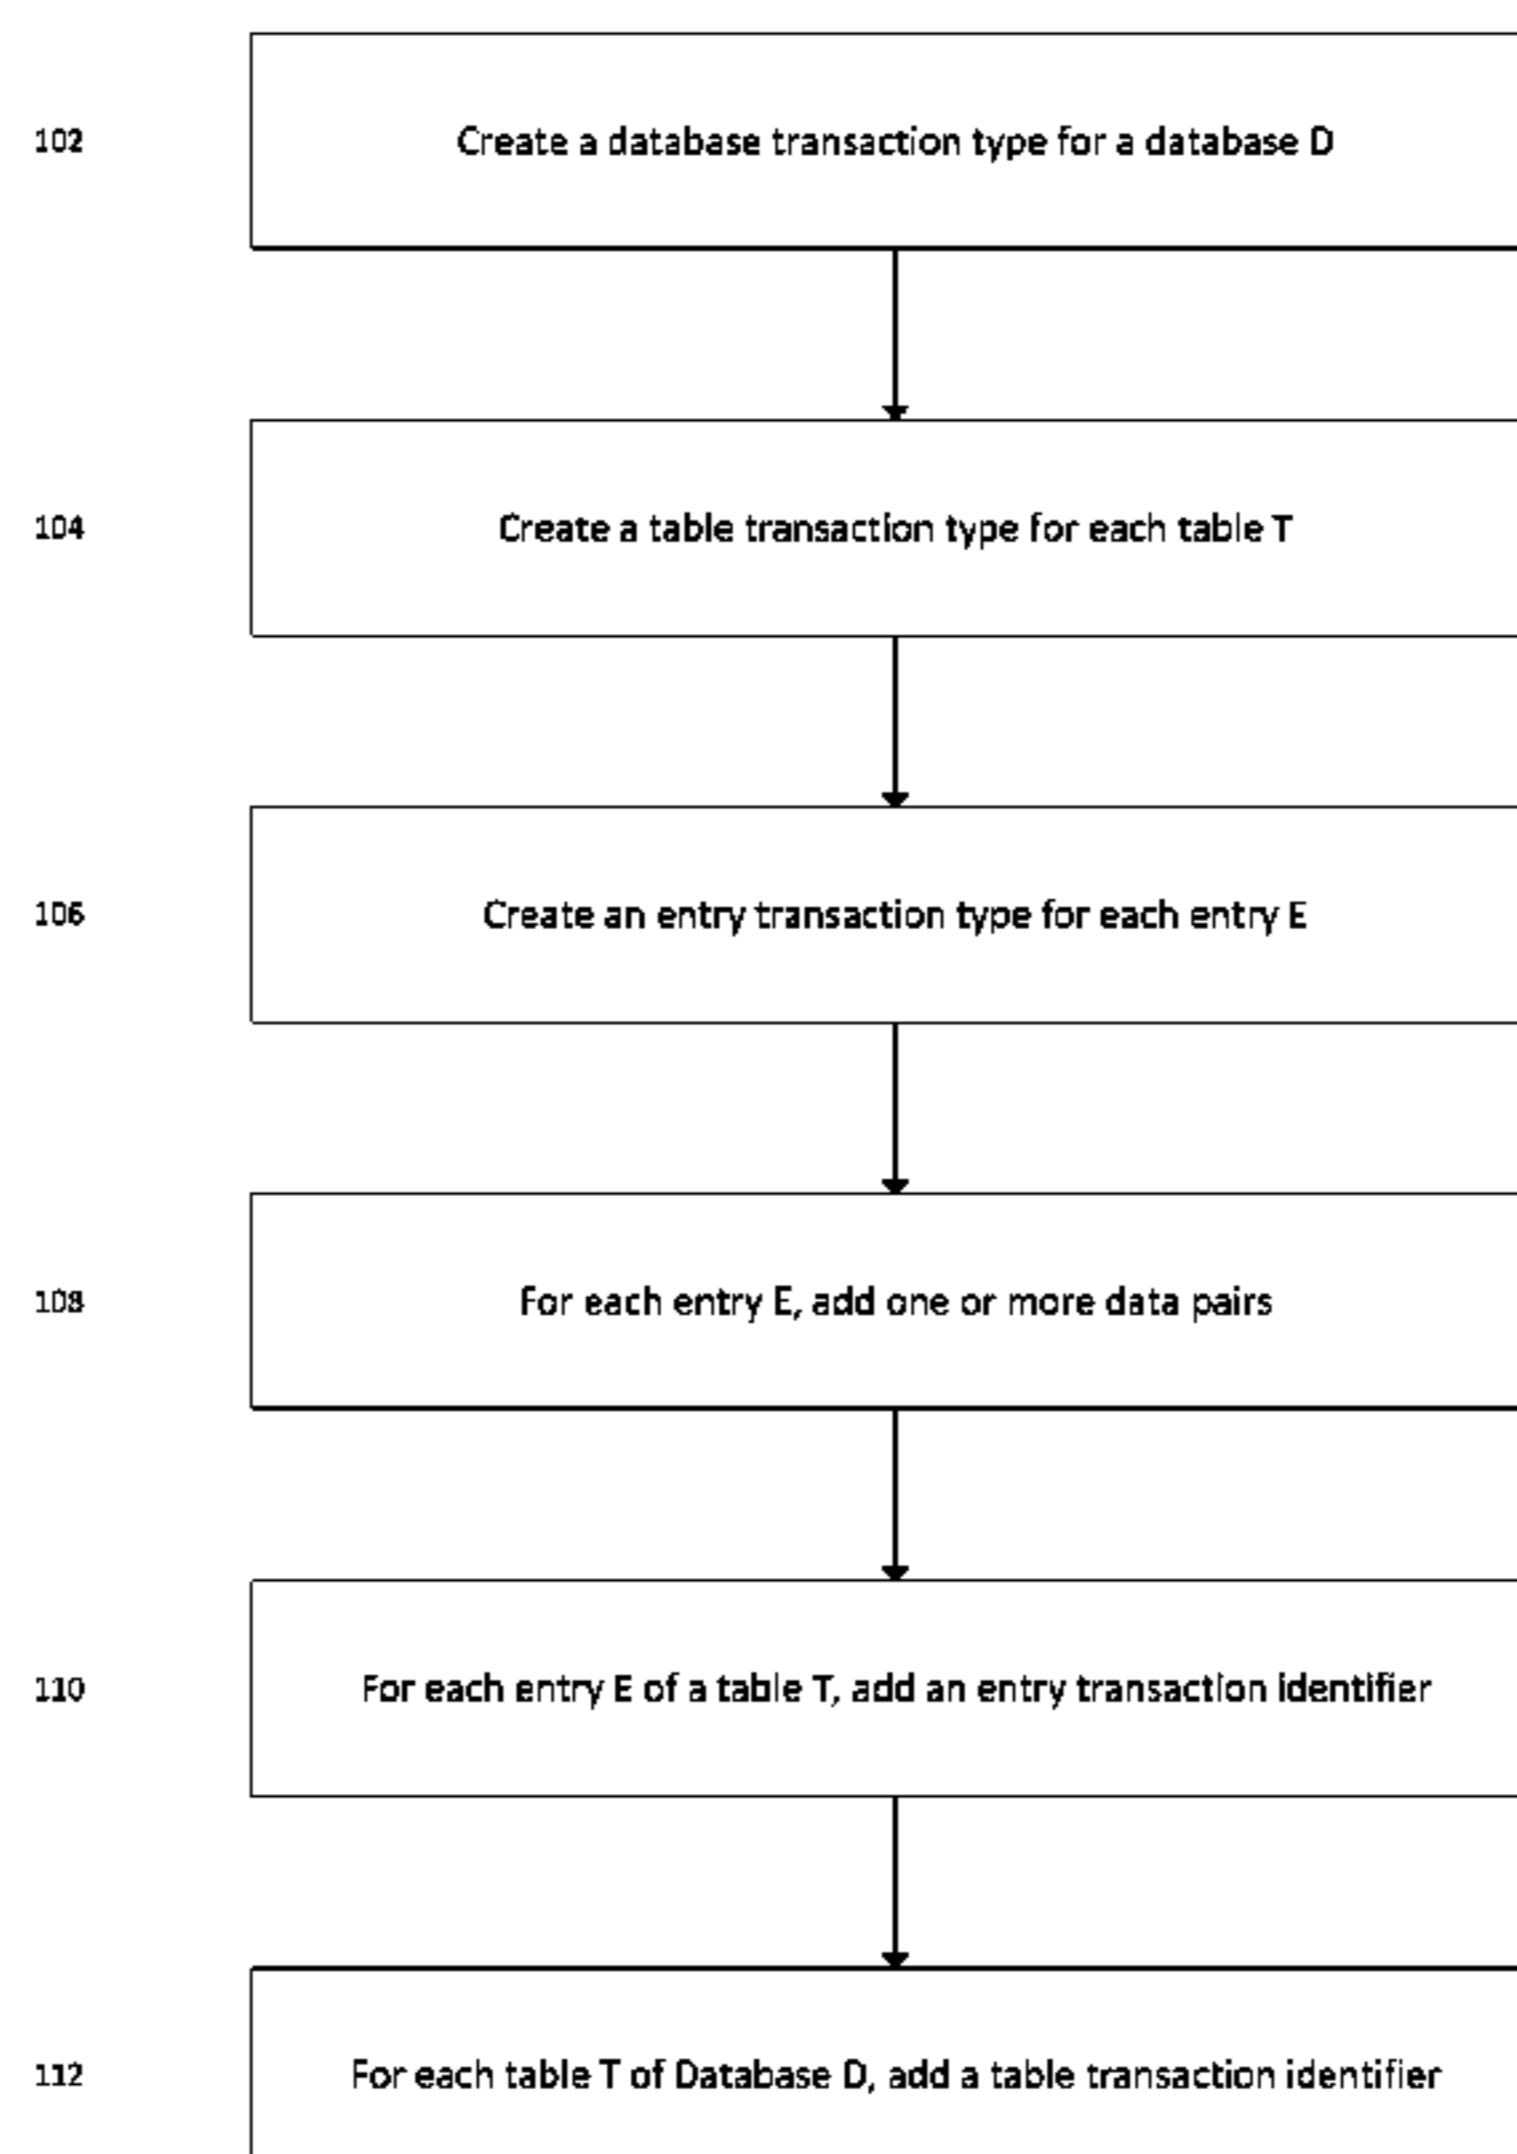 102
Create a database transaction type for a database D
104
Create a table transaction type for each table T
106
Create an entry transaction type for each entry E
108
For each entry E, add one or more data pairs
110
For each entry E of a table T, add an entry transaction identifier
112
For each table T of Database D, add a table transaction identifier